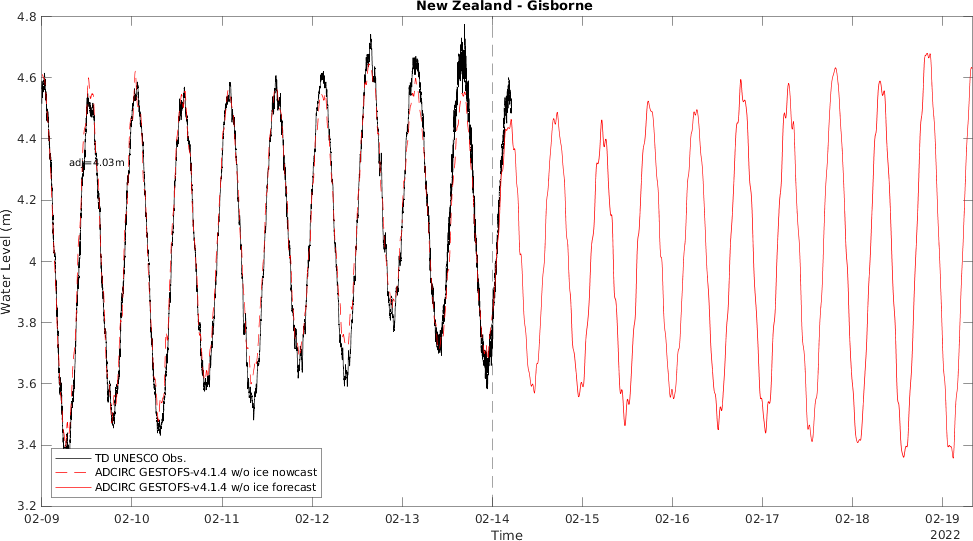 New Zealand - Gisborne
4.8
4.6
4.4
4.2
4
3.8
3.6
3.4
3.2
Water Level (m)
adj=4.03m
TD UNESCO Obs.
ADCIRC GESTOFS-v4.1.4 w/o ice nowcast
ADCIRC GESTOFS-v4.1.4 w/o ice forecast
02-09 02-10 02-11 02-12 02-13 02-14 02-15 02-16 02-17 02-18 02-19
Time
2022